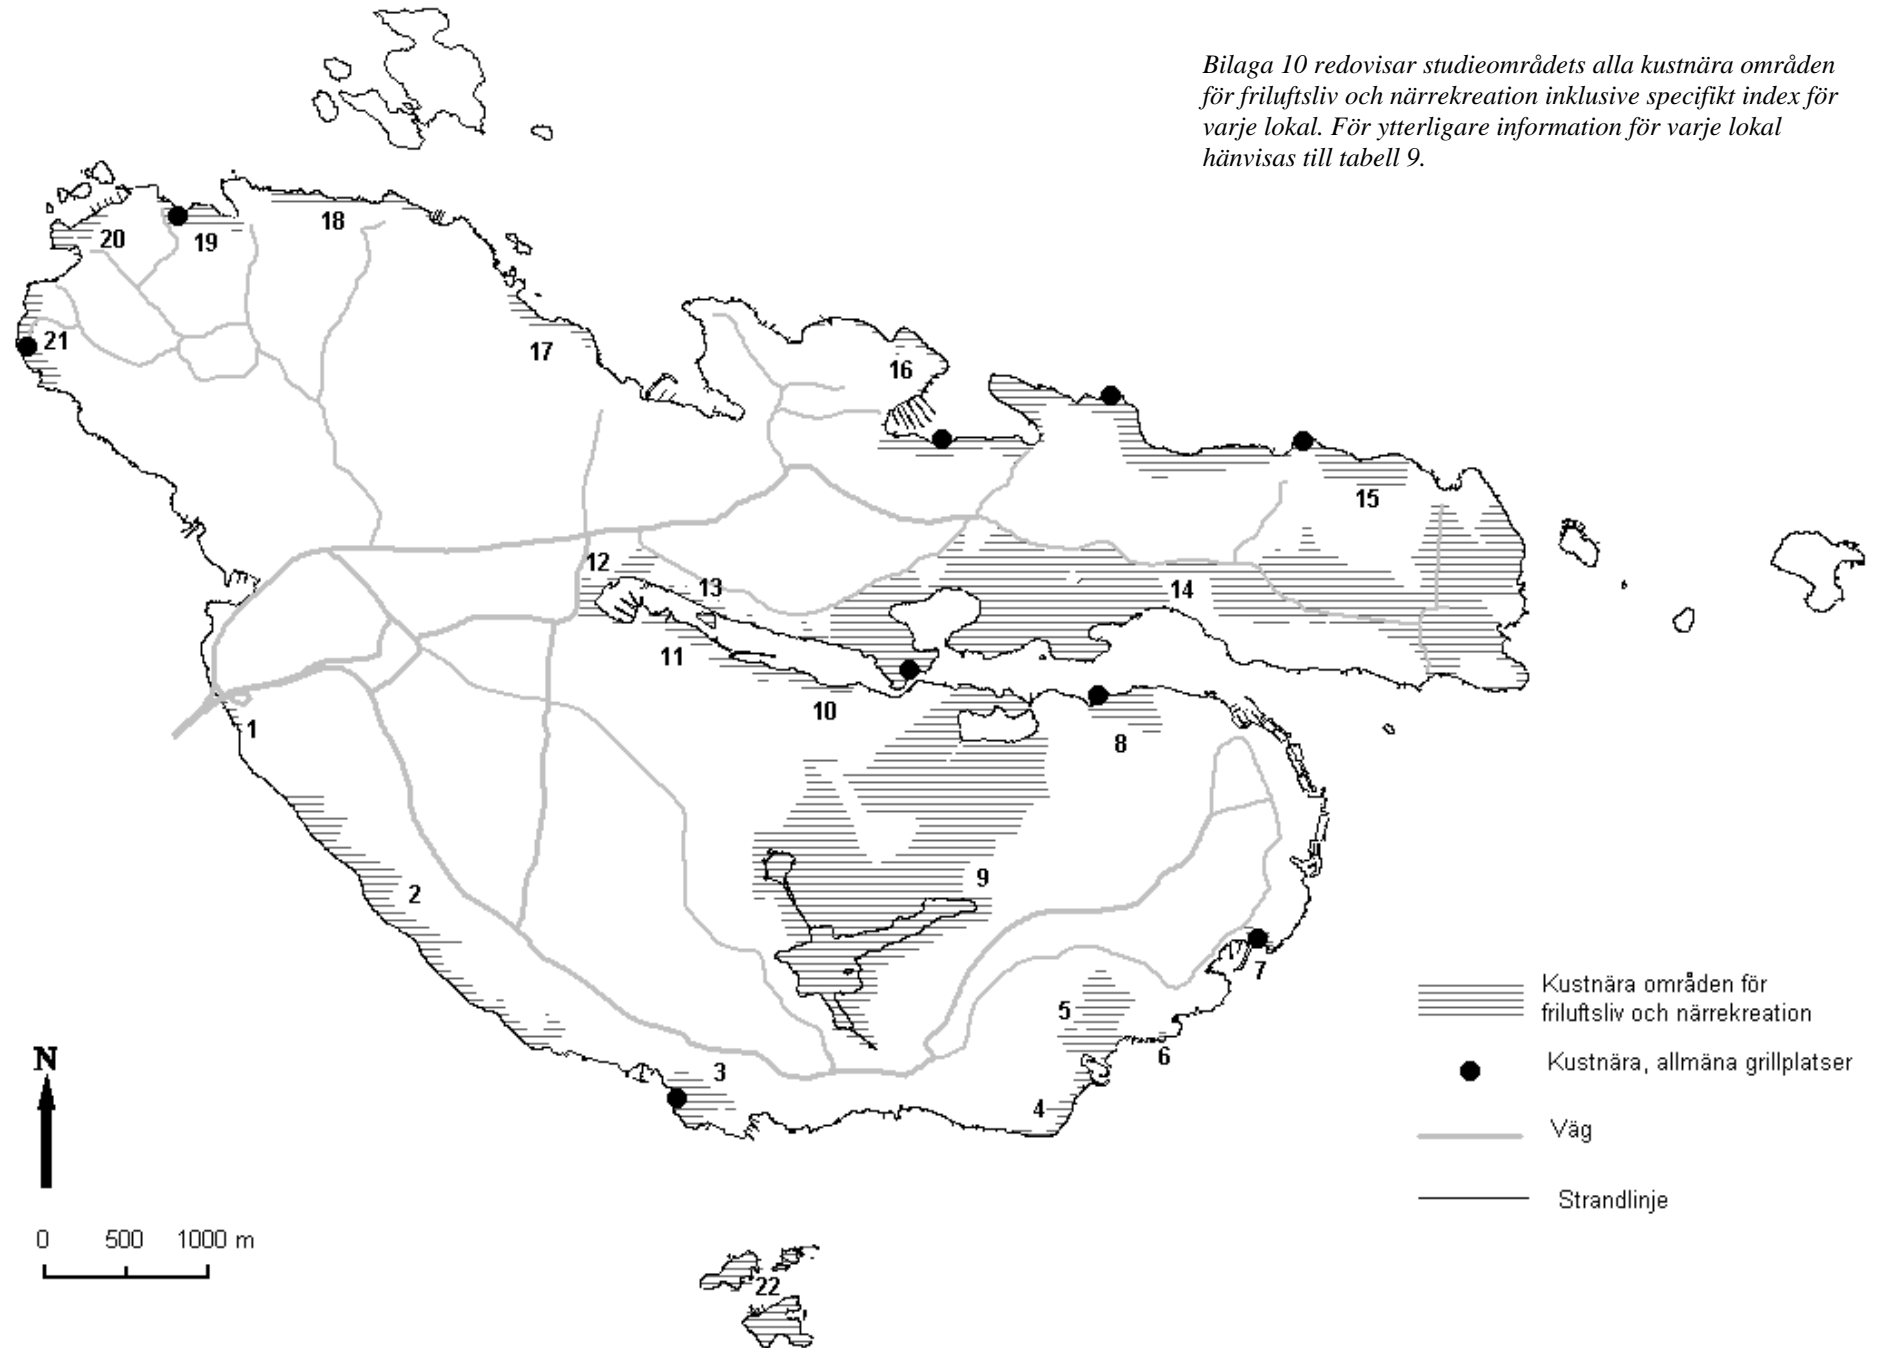 Bilaga 10 redovisar studieområdets alla kustnära områden
för friluftsliv och närrekreation inklusive specifikt index för
varje lokal. För ytterligare information för varje lokal
hänvisas till tabell 9.
18
20
19
21
17
16
15
12
13
14
11
10
1
8
2
9
7
5
6
3
4
22
Kustnära områden för
friluftsliv och närrekreation
Kustnära, allmäna grillplatser
Väg
Strandlinje
N
0 500 1000 m